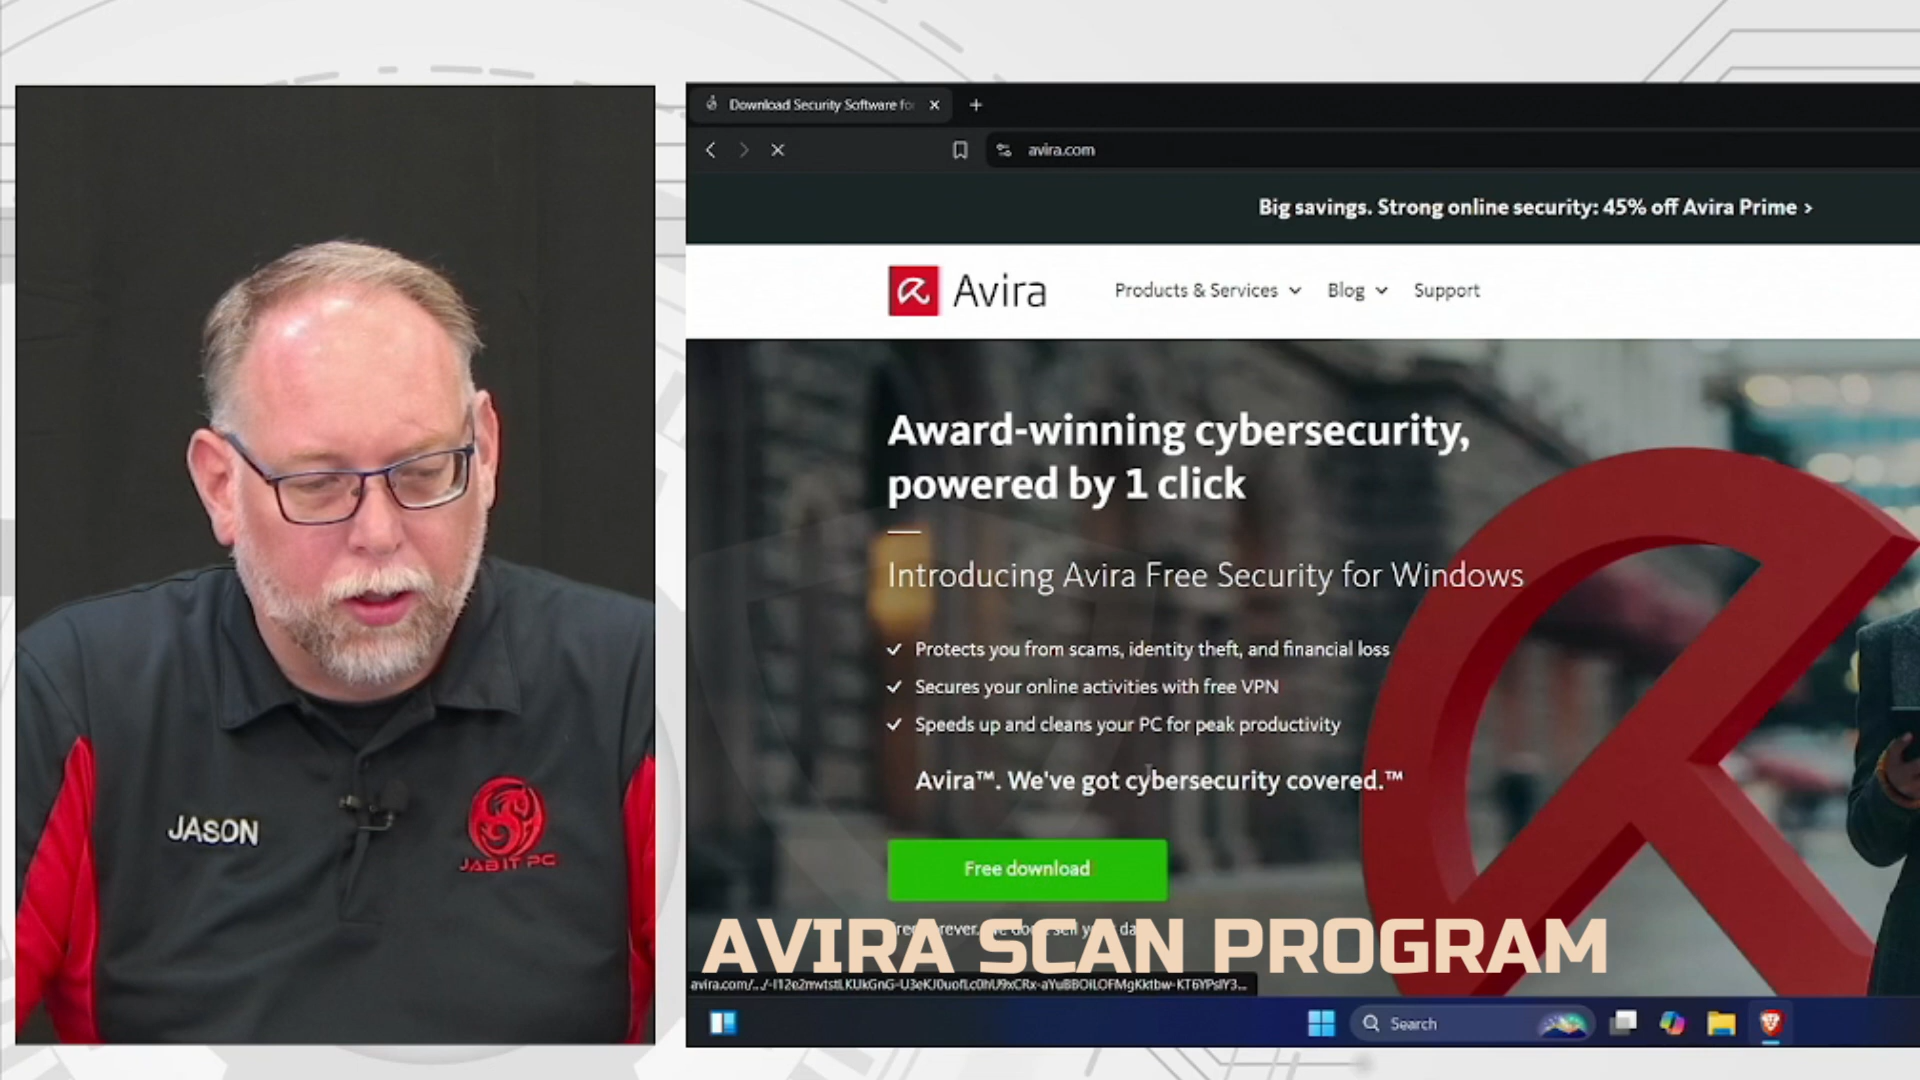 Download Security Software fo
avira.com
Big savings. Strong online security: 45% off Avira Prime >
Avira
Products & Services
Blog
Support
Award-winning cybersecurity,
powered by 1 click
Introducing Avira Free Security for Windows
Protects you from scams, identity theft, and financial loss
Secures your online activities with free VPN
Speeds up and cleans your PC for peak productivity
Avira™. We've got cybersecurity covered.™
Free download
AVIRA SCAN PROGRAM
Search
JASON
JAB IT PC